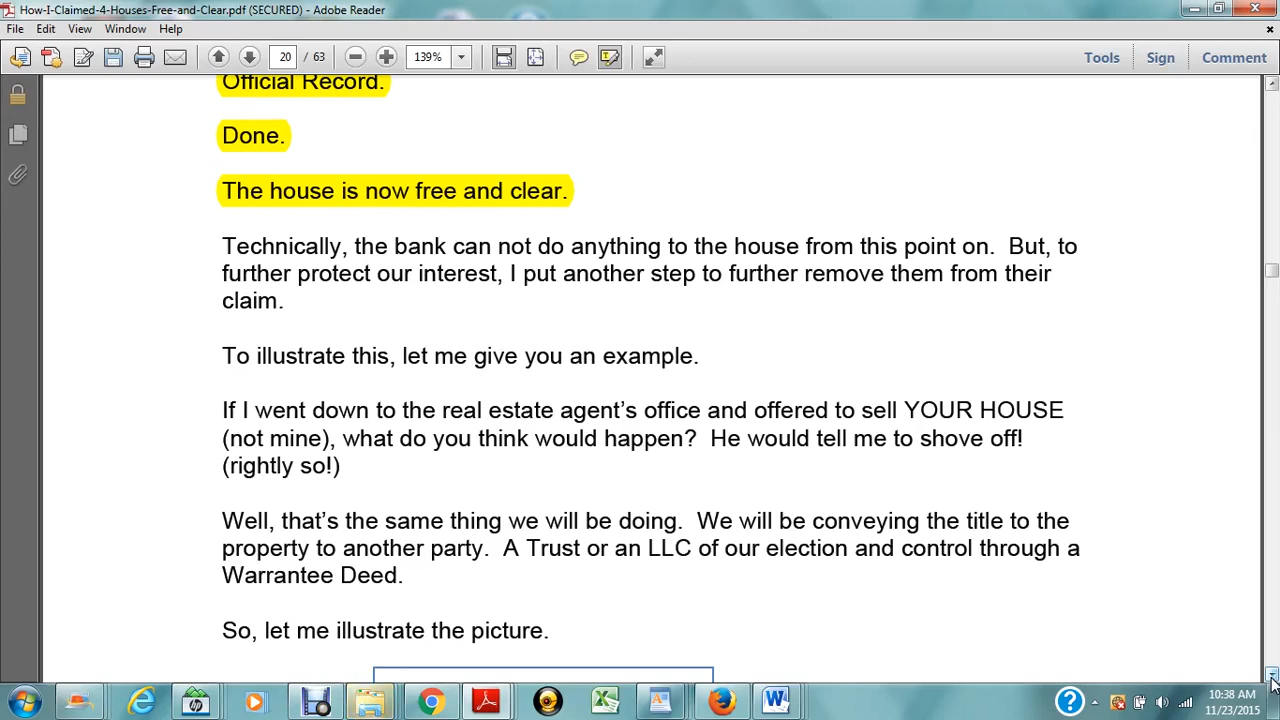 How-I-Claimed-4-Houses-Free-and-Clear.pdf (SECURED) - Adobe Reader
File Edit View Window Help
20 / 63 139% Tools Sign Comment
Official Record.
Done.
The house is now free and clear.
Technically, the bank can not do anything to the house from this point on. But, to
further protect our interest, I put another step to further remove them from their
claim.
To illustrate this, let me give you an example.
If I went down to the real estate agent's office and offered to sell YOUR HOUSE
(not mine), what do you think would happen? He would tell me to shove off!
(rightly so!)
Well, that's the same thing we will be doing. We will be conveying the title to the
property to another party. A Trust or an LLC of our election and control through a
Warrantee Deed.
So, let me illustrate the picture.
10:38 AM
11/23/2015